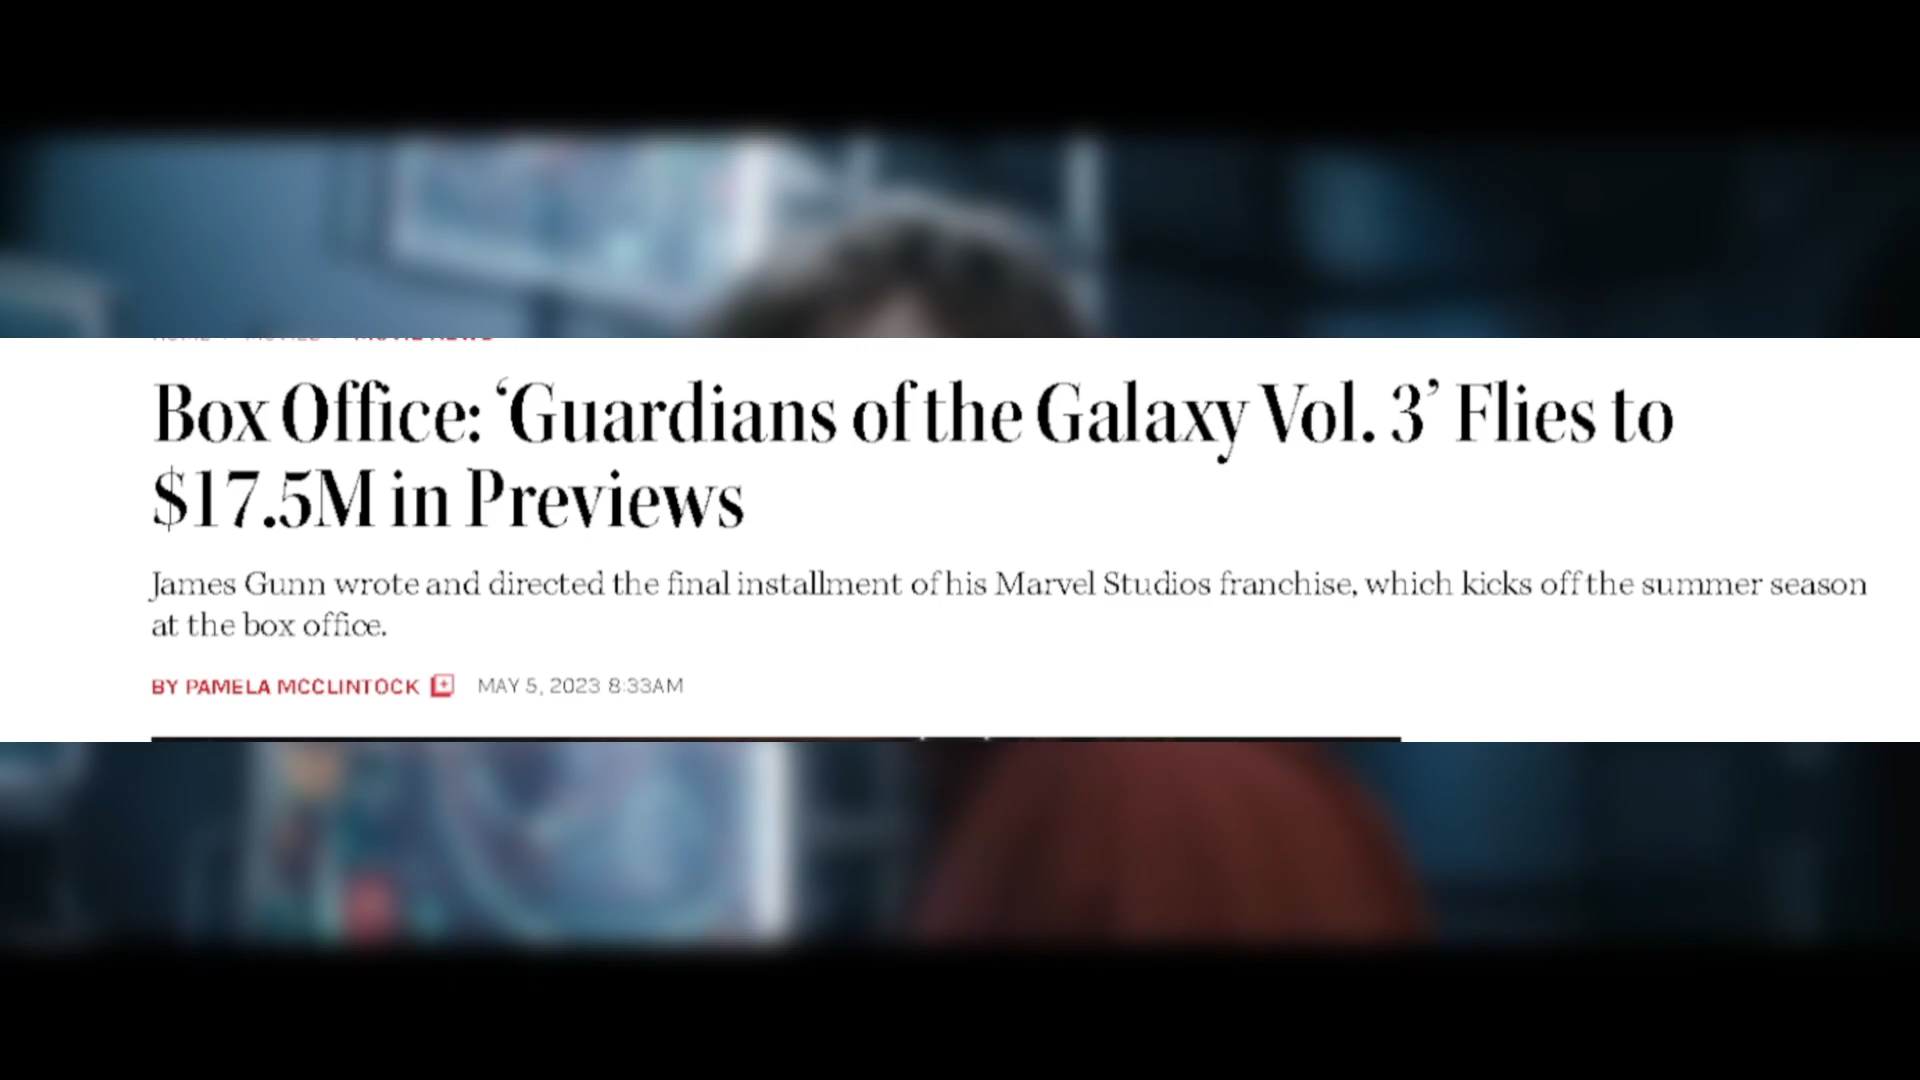 Box Office: ‘Guardians of the Galaxy Vol. 3’ Flies to
$17.5M in Previews
James Gunn wrote and directed the final installment of his Marvel Studios franchise, which kicks off the summer season
at the box office.
BY PAMELA MCCLINTOCK MAY 5, 2023 8:33AM